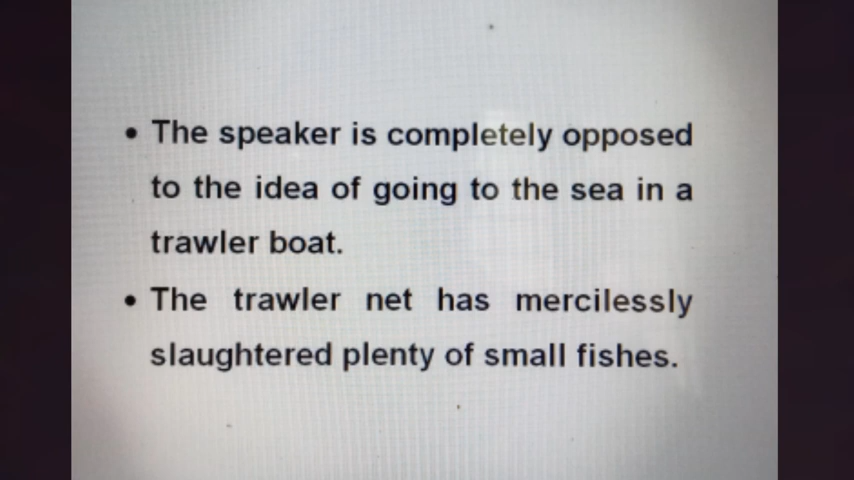 • The speaker is completely opposed
to the idea of going to the sea in a
trawler boat.
• The trawler net has mercilessly
slaughtered plenty of small fishes.